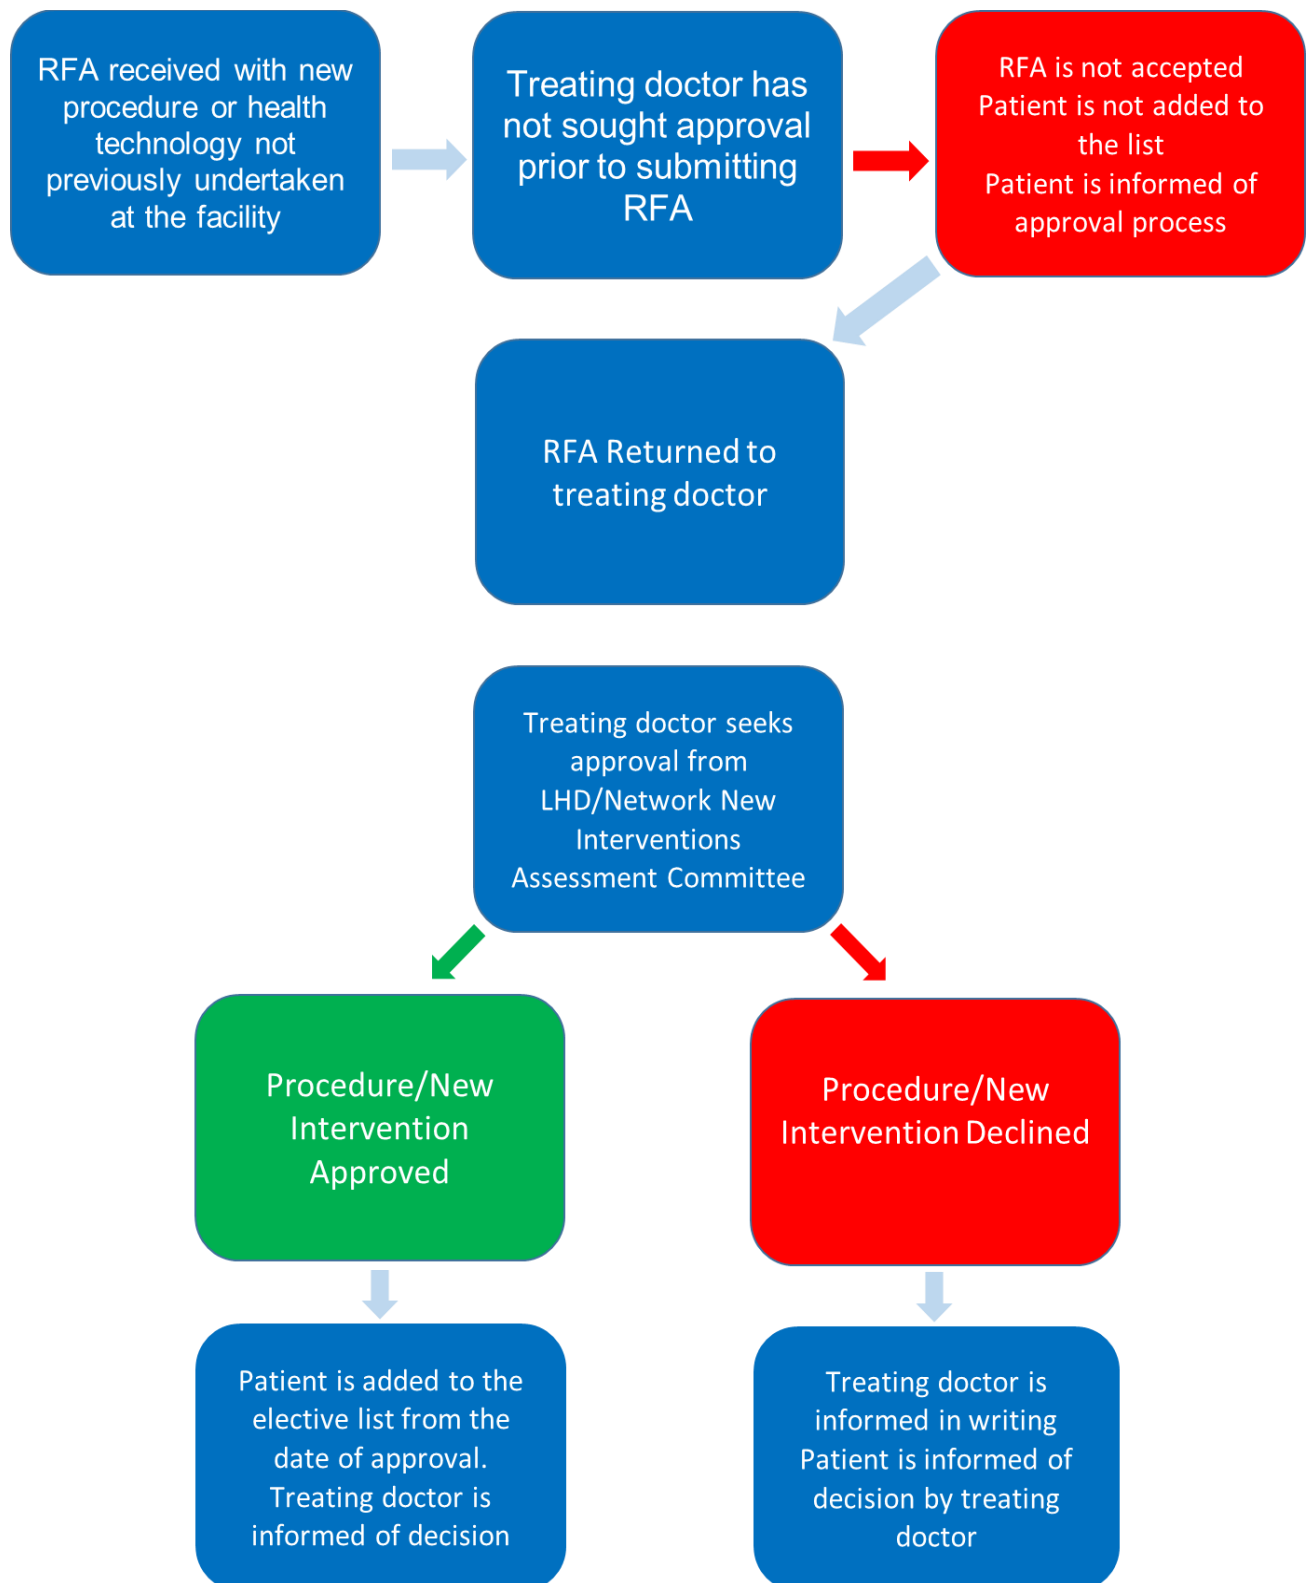 RFA received with new
procedure or health
technology not
previously undertaken
at the facility
Treating doctor has
not sought approval
prior to submitting
RFA
RFA is not accepted
Patient is not added to
the list
Patient is informed of
approval process
RFA Returned to
treating doctor
Treating doctor seeks
approval from
LHD/Network New
Interventions
Assessment Committee
Procedure/New
Intervention
Approved
Procedure/New
Intervention Declined
Patient is added to the
elective list from the
date of approval.
Treating doctor is
informed of decision
Treating doctor is
informed in writing
Patient is informed of
decision by treating
doctor